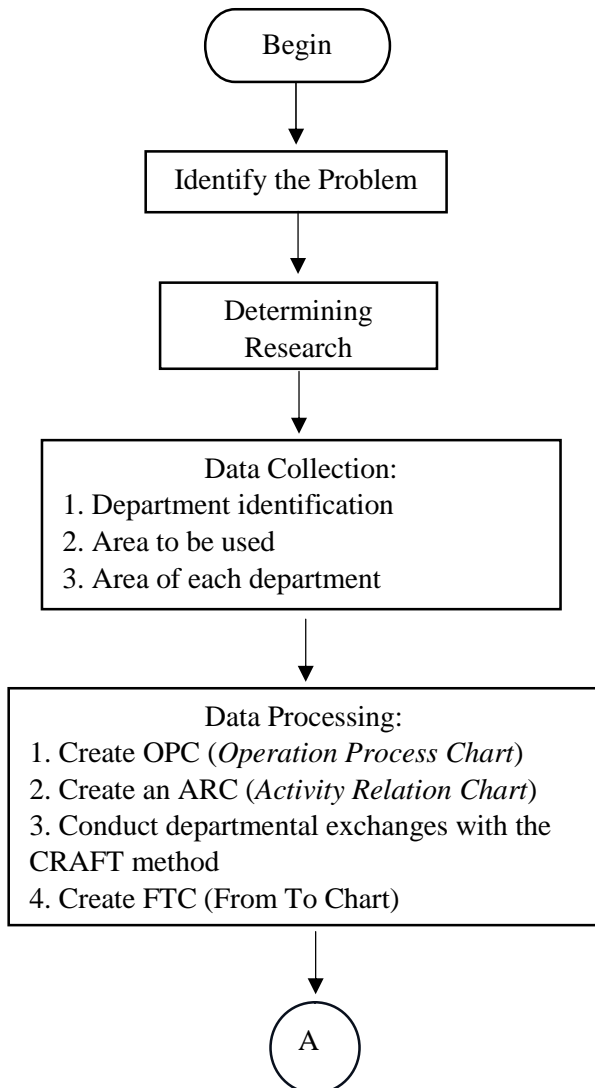 Begin
Identify the Problem
Determining
Research
Data Collection:
1. Department identification
2. Area to be used
3. Area of each department
Data Processing:
1. Create OPC (Operation Process Chart)
2. Create an ARC (Activity Relation Chart)
3. Conduct departmental exchanges with the
CRAFT method
4. Create FTC (From To Chart)
A